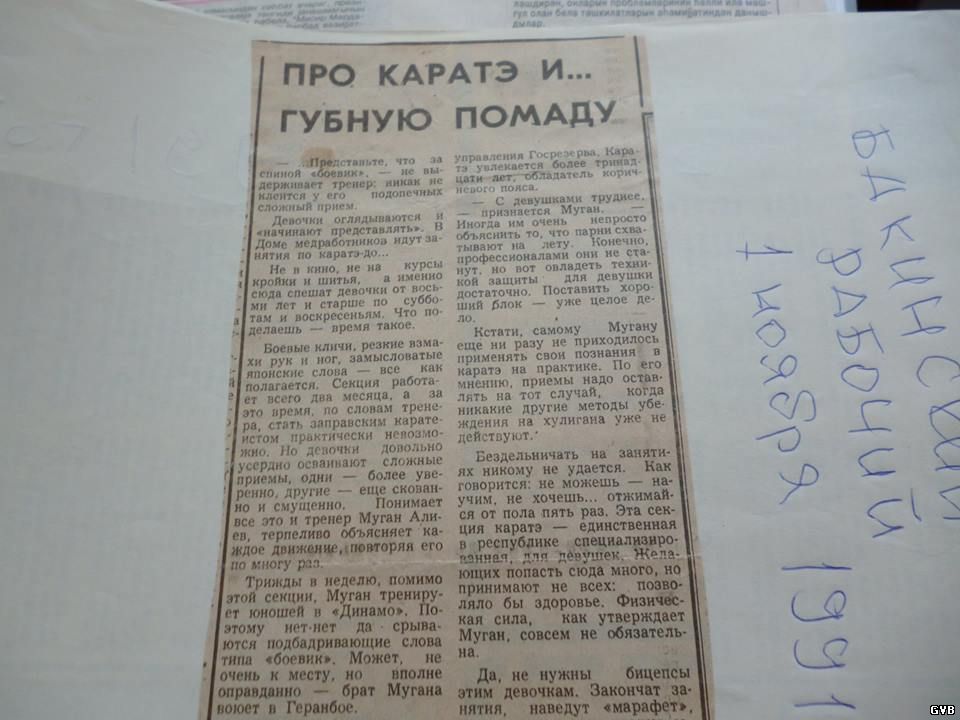 ПРО КАРАТЭ И...
ГУБНУЮ ПОМАДУ
— ...Представьте, что за
спиной «боевик», — не вы-
держивает тренер: никак не
клеится у его подопечных
сложный прием.
Девочки оглядываются и
«начинают представлять». В
Доме медработников идут за-
нятия по каратэ-до...
Не в кино, не на курсы
кройки и шитья, а именно
сюда спешат девочки от вось-
ми лет и старше по суббо-
там и воскресеньям. Что по-
делаешь — время такое.
Боевые кличи, резкие взма-
хи рук и ног, замысловатые
японские слова — все как
полагается. Секция работа-
ет всего два месяца, а за
это время, по словам трене-
ра, стать заправским карате-
истом практически невозмо-
жно. Но девочки довольно
усердно осваивают сложные
приемы, одни — более уве-
ренно, другие — еще скован-
но и смущенно. Понимает
все это и тренер Муган Али-
ев, терпеливо объясняет ка-
ждое движение, повторяя его
по многу раз.
Трижды в неделю, помимо
этой секции, Муган трениру-
ет юношей в «Динамо». По-
этому нет-нет да срыва-
ются подбадривающие слова
типа «боевик». Может, не
очень к месту, но вполне
оправданно — брат Мугана
воюет в Геранбое.
управления Госрезерва. Кара-
тэ увлекается более тринад-
цати лет, обладатель корич-
невого пояса.
— С девушками труднее,
— признается Муган. —
Иногда им очень непросто
объяснить то, что парни схва-
тывают на лету. Конечно,
профессионалами они не ста-
нут, но вот овладеть техни-
кой защиты для девушки
достаточно. Поставить хоро-
ший блок — уже целое де-
ло.
Кстати, самому Мугану
еще ни разу не приходилось
применять свои познания в
каратэ на практике. По его
мнению, приемы надо остав-
лять на тот случай, когда
никакие другие методы убе-
ждения на хулигана уже не
действуют.
Бездельничать на заняти-
ях никому не удается. Как
говорится: не можешь — на-
учим, не хочешь... отжимай-
ся от пола пять раз. Эта сек-
ция каратэ — единственная
в республике специализиро-
ванная, для девушек. Желa-
ющих попасть сюда много, но
принимают не всех: позво-
ляло бы здоровье. Физичес-
кая сила, как утверждает
Муган, совсем не обязатель-
на.
Да, не нужны бицепсы
этим девочкам. Закончат за-
нятия, наведут «марафет»,
БАКИНСКИЙ
РАБОЧИЙ
1 ноября 1991
GVB